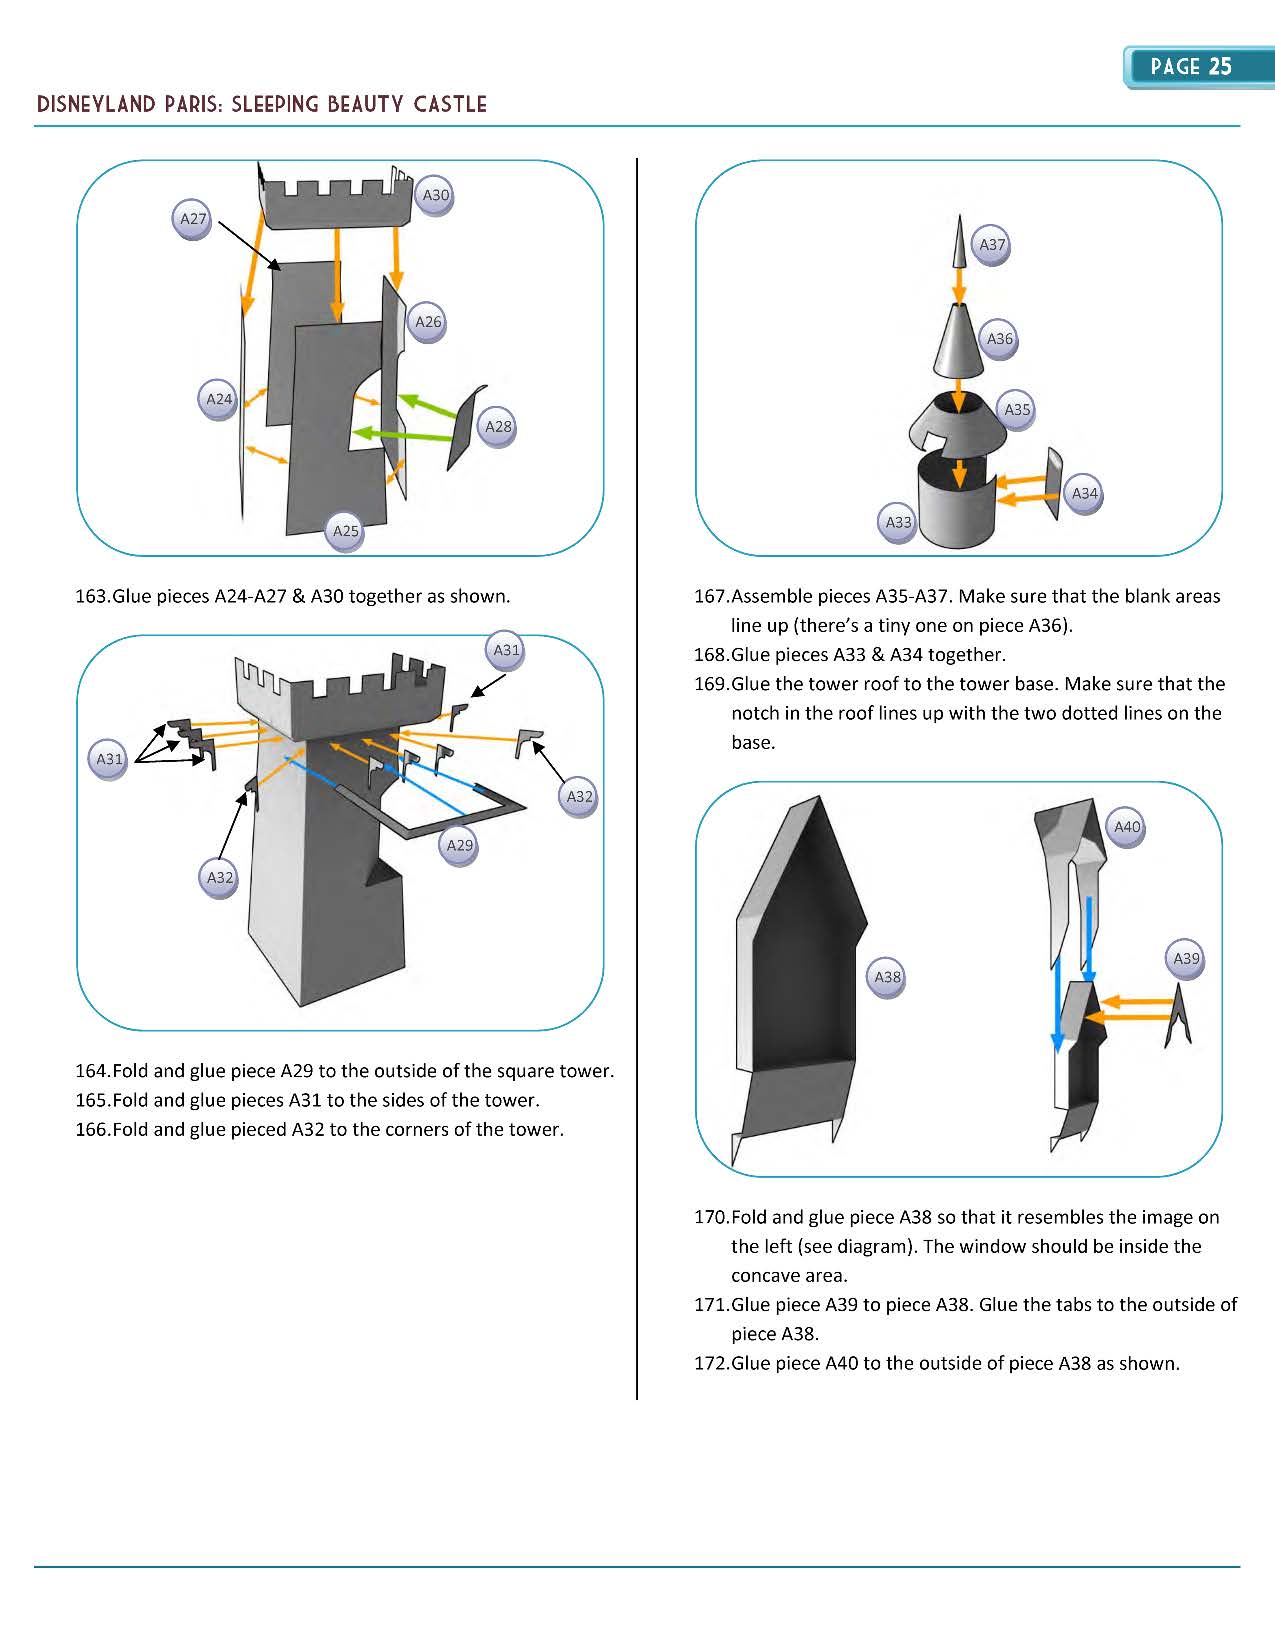 PAGE 25
DISNEYLAND PARIS: SLEEPING BEAUTY CASTLE
A30
A27
A26
A24
A28
A25
163.Glue pieces A24-A27 & A30 together as shown.
A31
A31
A32
A29
A32
164.Fold and glue piece A29 to the outside of the square tower.
165.Fold and glue pieces A31 to the sides of the tower.
166.Fold and glue pieced A32 to the corners of the tower.
A37
A36
A35
A34
A33
167.Assemble pieces A35-A37. Make sure that the blank areas
line up (there's a tiny one on piece A36).
168.Glue pieces A33 & A34 together.
169.Glue the tower roof to the tower base. Make sure that the
notch in the roof lines up with the two dotted lines on the
base.
A40
A39
A38
170.Fold and glue piece A38 so that it resembles the image on
the left (see diagram). The window should be inside the
concave area.
171.Glue piece A39 to piece A38. Glue the tabs to the outside of
piece A38.
172.Glue piece A40 to the outside of piece A38 as shown.